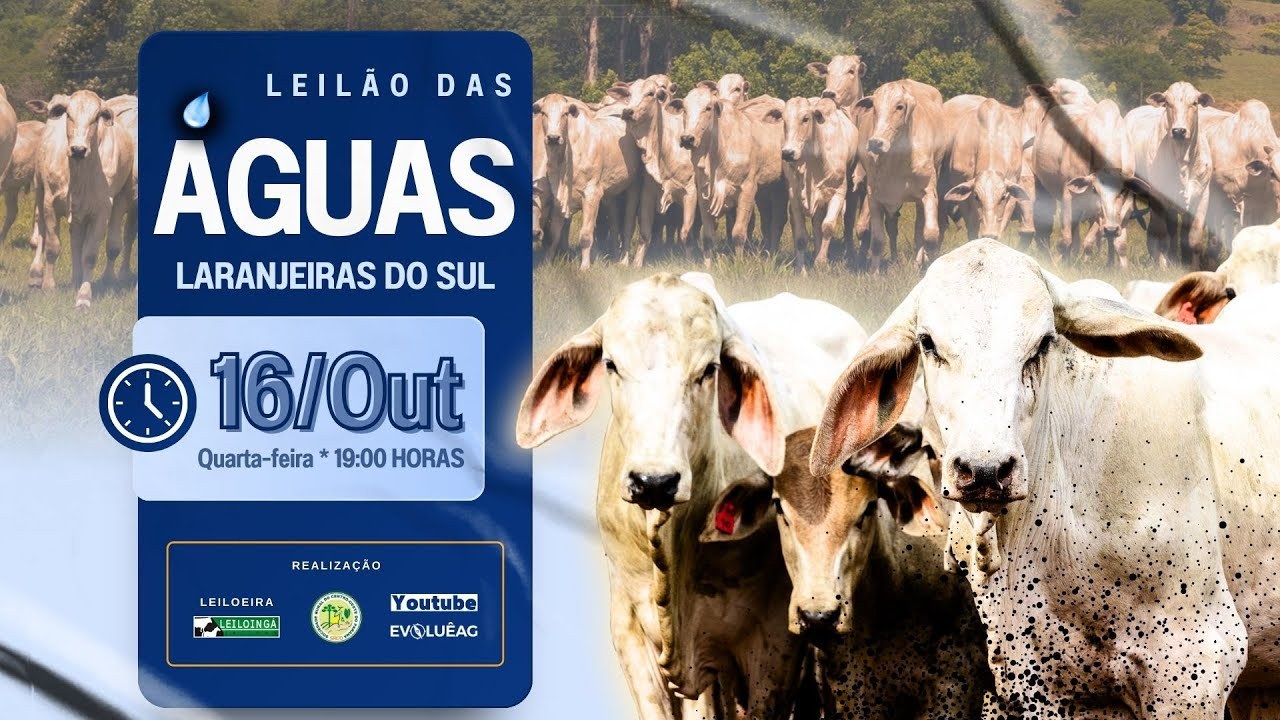 LEILÃO DAS
ÁGUAS
LARANJEIRAS DO SUL
16/Out
Quarta-feira * 19:00 HORAS
REALIZAÇÃO
LEILOEIRA
LEILOINGÁ
Youtube
EVOLUÊAG